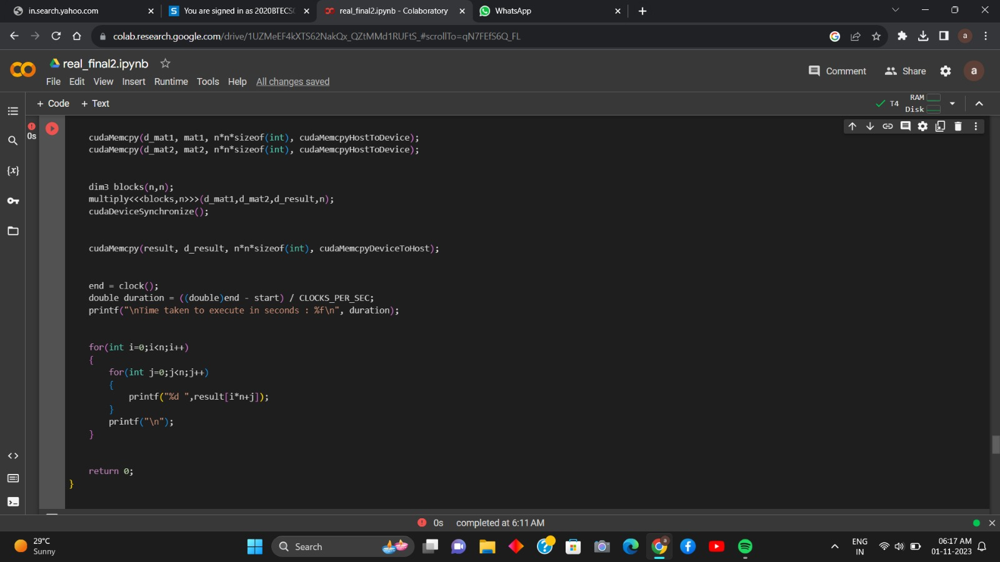 in.search.yahoo.com
You are signed in as 2020BTECS
real_final2.ipynb - Colaboratory
WhatsApp
colab.research.google.com/drive/1UZMeEF4kXTS62NakQx_QZtMMd1RUFtS_#scrollTo=qN7FEfS6Q_FL
real_final2.ipynb
File Edit View Insert Runtime Tools Help All changes saved
Comment
Share
a
+ Code + Text
T4
RAM
Disk
0s
cudaMemcpy(d_mat1, mat1, n*n*sizeof(int), cudaMemcpyHostToDevice);
cudaMemcpy(d_mat2, mat2, n*n*sizeof(int), cudaMemcpyHostToDevice);
dim3 blocks(n,n);
multiply<<<blocks,n>>>(d_mat1,d_mat2,d_result,n);
cudaDeviceSynchronize();
cudaMemcpy(result, d_result, n*n*sizeof(int), cudaMemcpyDeviceToHost);
end = clock();
double duration = ((double)end - start) / CLOCKS_PER_SEC;
printf("\nTime taken to execute in seconds : %f\n", duration);
for(int i=0;i<n;i++)
{
for(int j=0;j<n;j++)
{
printf("%d ",result[i*n+j]);
}
printf("\n");
}
return 0;
}
0s completed at 6:11 AM
29°C
Sunny
Search
ENG
IN
06:17 AM
01-11-2023